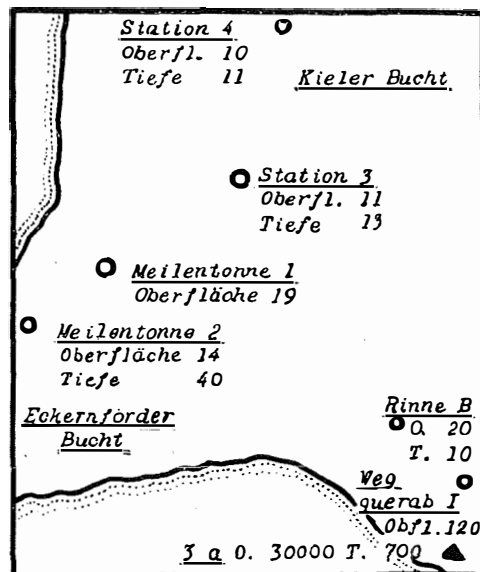 Station 4
Oberfl. 10
Tiefe 11
Kieler Bucht
Station 3
Oberfl. 11
Tiefe 13
Meilentonne 1
Oberfläche 19
Meilentonne 2
Oberfläche 14
Tiefe 40
Eckernförder
Bucht
Rinne B
O. 20
T. 10
Weg
querab I
Obfl.120
3 a O. 30000 T. 700